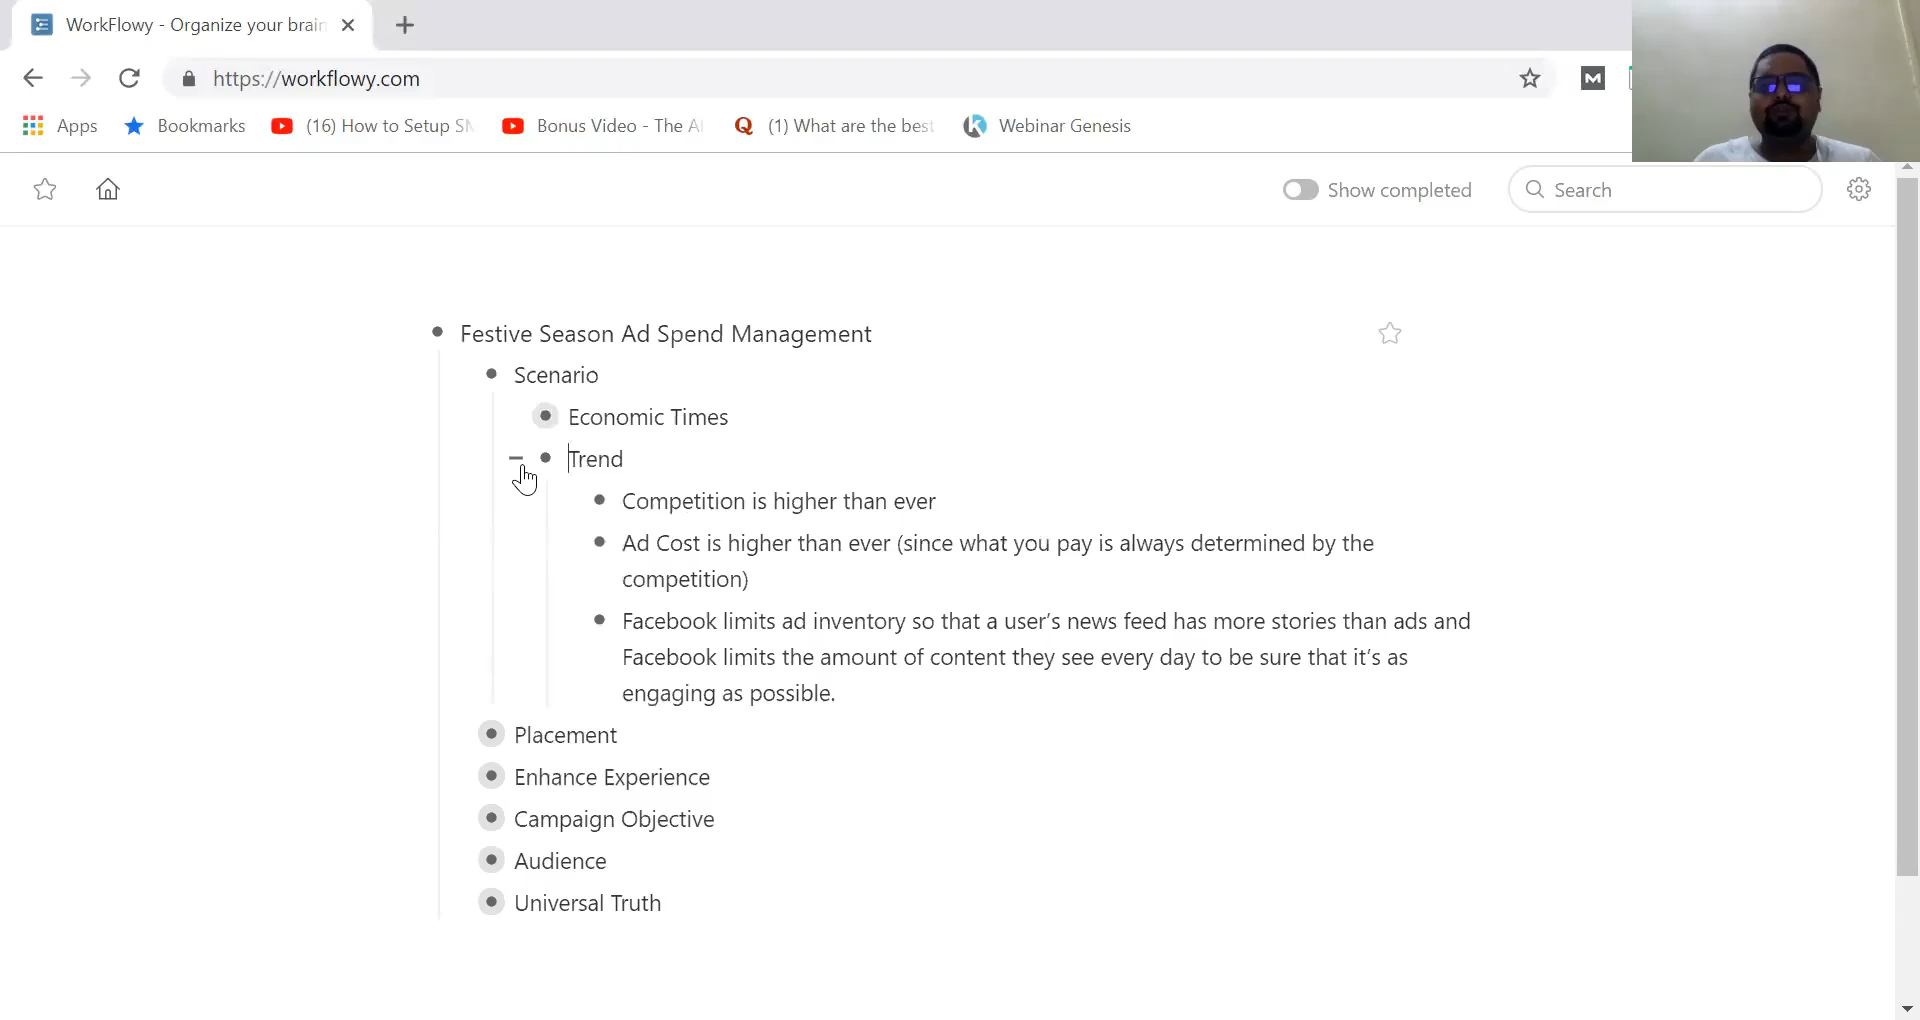 WorkFlowy - Organize your brain
https://workflowy.com
M
Apps
Bookmarks
(16) How to Setup
Bonus Video - The
Q (1) What are the best
Webinar Genesis
Show completed
Search
Festive Season Ad Spend Management
Scenario
Economic Times
Trend
Competition is higher than ever
Ad Cost is higher than ever (since what you pay is always determined by the
competition)
Facebook limits ad inventory so that a user’s news feed has more stories than ads and
Facebook limits the amount of content they see every day to be sure that it’s as
engaging as possible.
Placement
Enhance Experience
Campaign Objective
Audience
Universal Truth